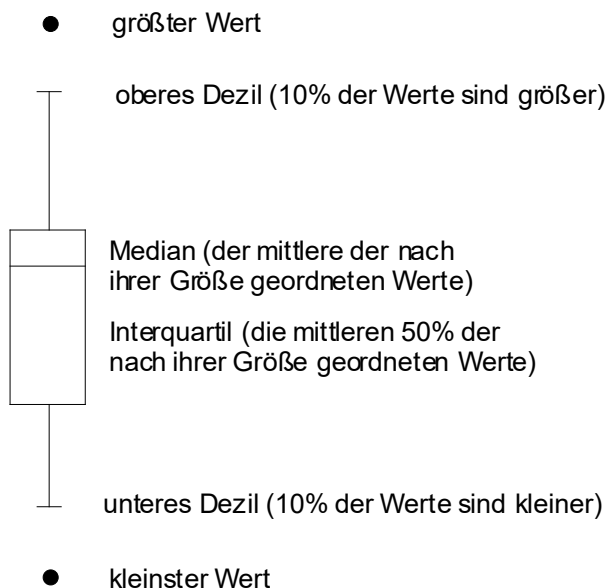 größter Wert
oberes Dezil (10% der Werte sind größer)
Median (der mittlere der nach
ihrer Größe geordneten Werte)
Interquartil (die mittleren 50% der
nach ihrer Größe geordneten Werte)
unteres Dezil (10% der Werte sind kleiner)
kleinster Wert